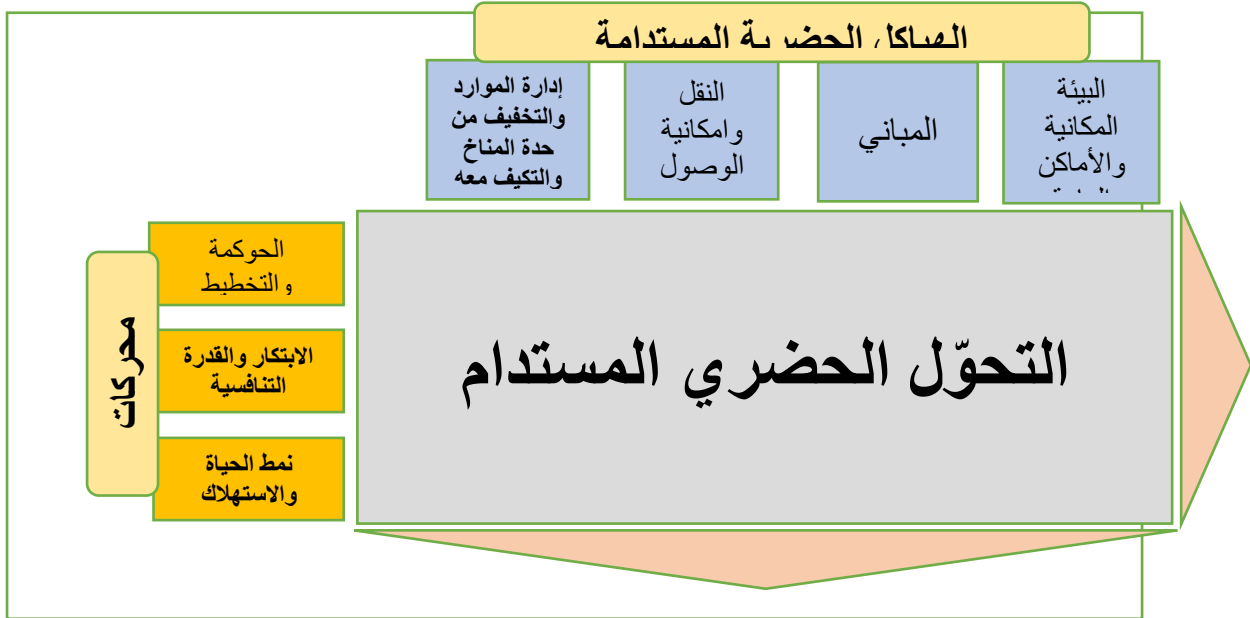 الهياكل الحضرية المستدامة
البيئة
المكانية
والأماكن
المباني
النقل
وامكانية
الوصول
إدارة الموارد
والتخفيف من
حدة المناخ
والتكيف معه
محركات
الحوكمة
والتخطيط
الابتكار والقدرة
التنافسية
نمط الحياة
والاستهلاك
التحوّل الحضري المستدام